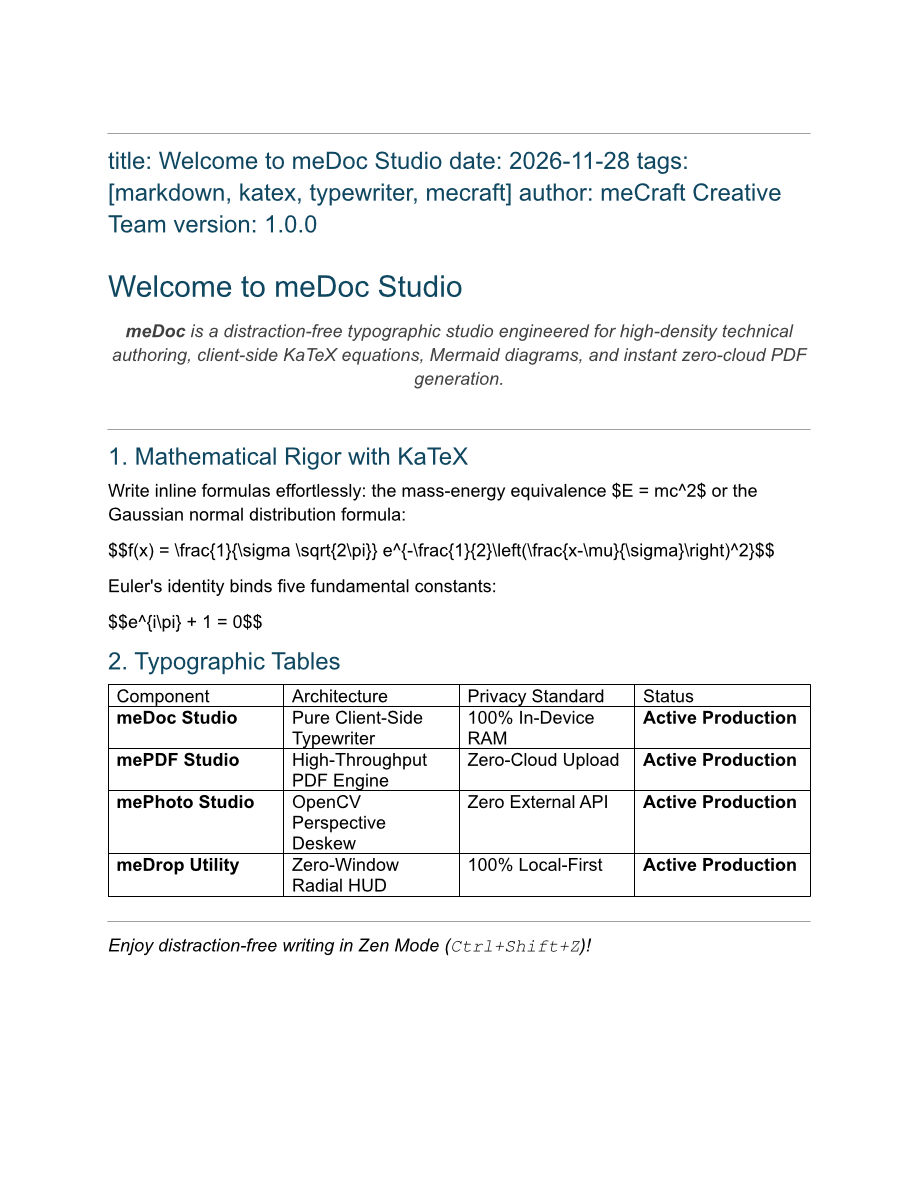 title: Welcome to meDoc Studio date: 2026-11-28 tags:
[markdown, katex, typewriter, mecraft] author: meCraft Creative
Team version: 1.0.0
Welcome to meDoc Studio
meDoc is a distraction-free typographic studio engineered for high-density technical
authoring, client-side KaTeX equations, Mermaid diagrams, and instant zero-cloud PDF
generation.
1. Mathematical Rigor with KaTeX
Write inline formulas effortlessly: the mass-energy equivalence $E = mc^2$ or the
Gaussian normal distribution formula:
$$f(x) = \frac{1}{\sigma \sqrt{2\pi}} e^{-\frac{1}{2}\left(\frac{x-\mu}{\sigma}\right)^2}$$
Euler's identity binds five fundamental constants:
$$e^{i\pi} + 1 = 0$$
2. Typographic Tables
Component Architecture Privacy Standard Status
meDoc Studio Pure Client-Side 100% In-Device Active Production
Typewriter RAM
mePDF Studio High-Throughput Zero-Cloud Upload Active Production
PDF Engine
mePhoto Studio OpenCV Zero External API Active Production
Perspective
Deskew
meDrop Utility Zero-Window 100% Local-First Active Production
Radial HUD
Enjoy distraction-free writing in Zen Mode (Ctrl+Shift+Z)!